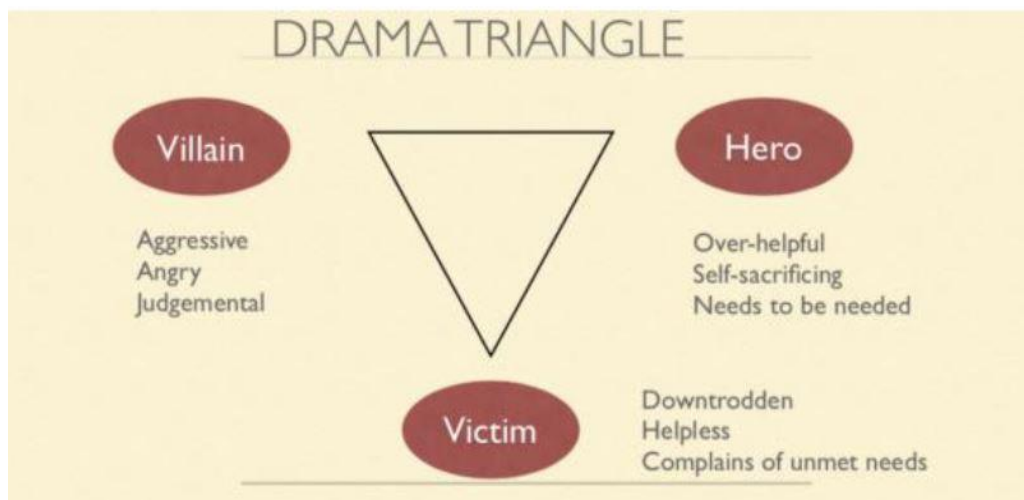 DRAMA TRIANGLE
Villain
Aggressive
Angry
Judgemental
Hero
Over-helpful
Self-sacrificing
Needs to be needed
Victim
Downtrodden
Helpless
Complains of unmet needs